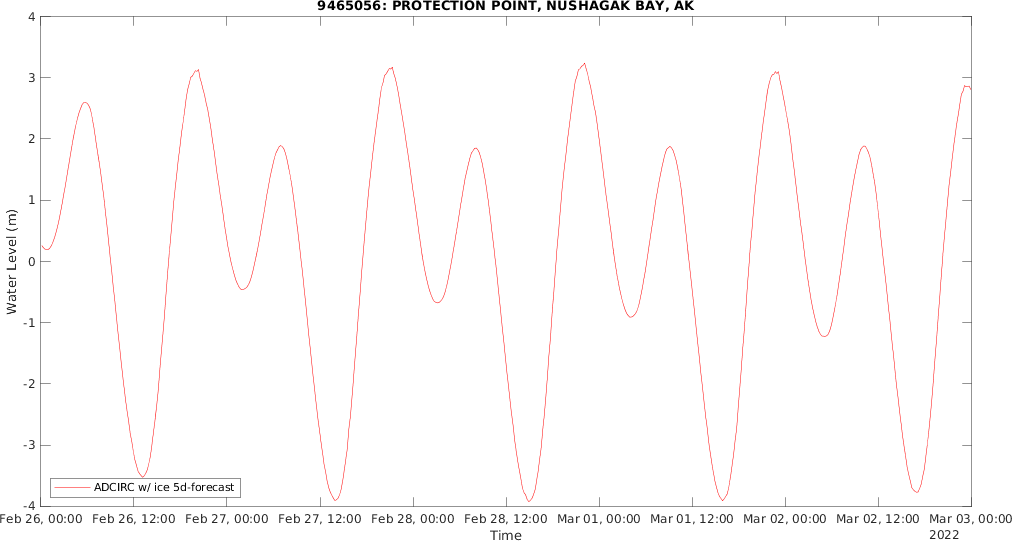 9465056: PROTECTION POINT, NUSHAGAK BAY, AK
4
3
2
1
0
-1
-2
-3
-4
Water Level (m)
ADCIRC w/ ice 5d-forecast
Feb 26, 00:00 Feb 26, 12:00 Feb 27, 00:00 Feb 27, 12:00 Feb 28, 00:00 Feb 28, 12:00 Mar 01, 00:00 Mar 01, 12:00 Mar 02, 00:00 Mar 02, 12:00 Mar 03, 00:00
Time
2022